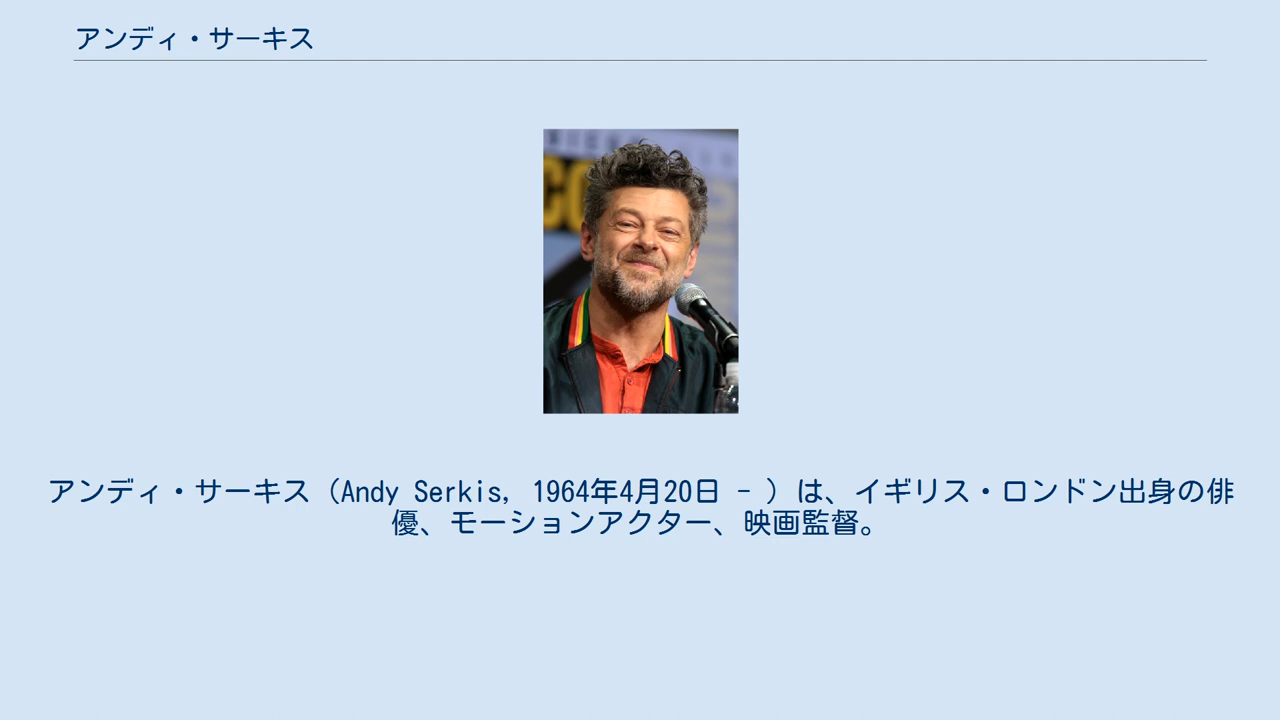 アンディ・サーキス
CO
アンディ・サーキス（Andy Serkis, 1964年4月20日 - ）は、イギリス・ロンドン出身の俳
優、モーションアクター、映画監督。